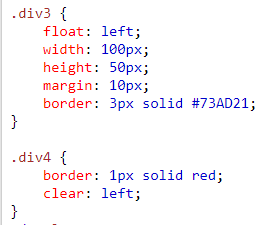 .div3 {
    float: left;
    width: 100px;
    height: 50px;
    margin: 10px;
    border: 3px solid #73AD21;
}

.div4 {
    border: 1px solid red;
    clear: left;
}